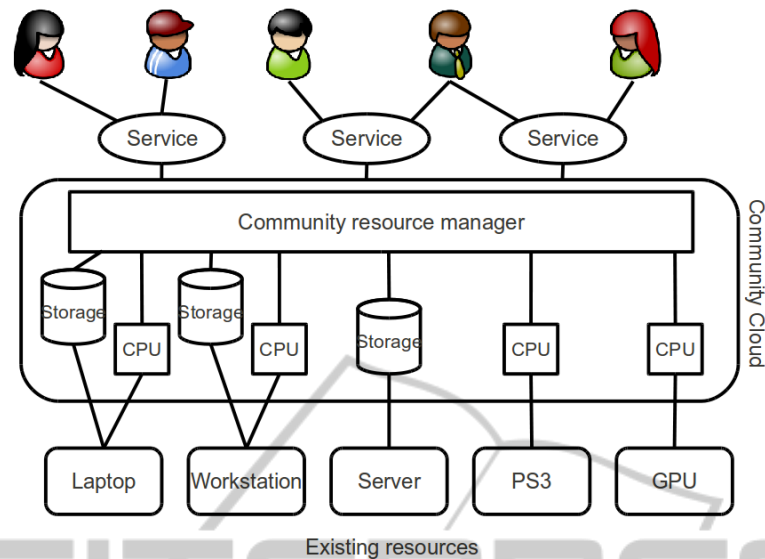 Service
Service
Service
Community resource manager
Community Cloud
Storage
CPU
Storage
CPU
Storage
CPU
CPU
Laptop
Workstation
Server
PS3
GPU
Existing resources